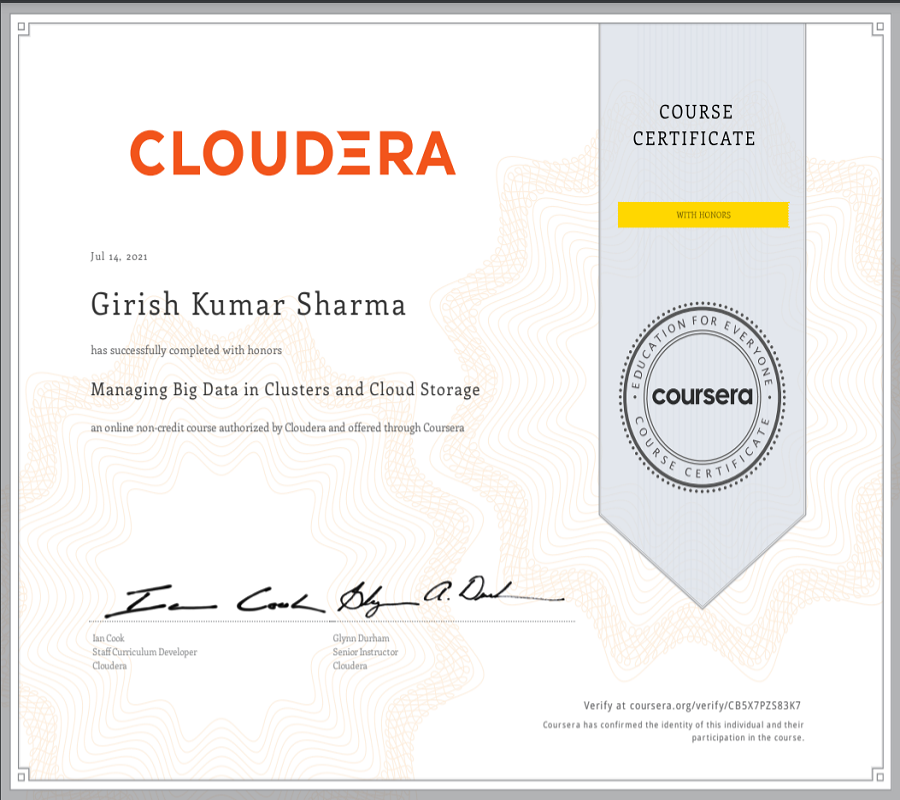 CLOUDERA
COURSE
CERTIFICATE
WITH HONORS
Jul 14, 2021
Girish Kumar Sharma
has successfully completed with honors
Managing Big Data in Clusters and Cloud Storage
an online non-credit course authorized by Cloudera and offered through Coursera
EDUCATION FOR EVERYONE
coursera
COURSE CERTIFICATE
Ian Cook
Glynn A. Durham
Ian Cook
Staff Curriculum Developer
Cloudera
Glynn Durham
Senior Instructor
Cloudera
Verify at coursera.org/verify/CB5X7PZS83K7
Coursera has confirmed the identity of this individual and their
participation in the course.